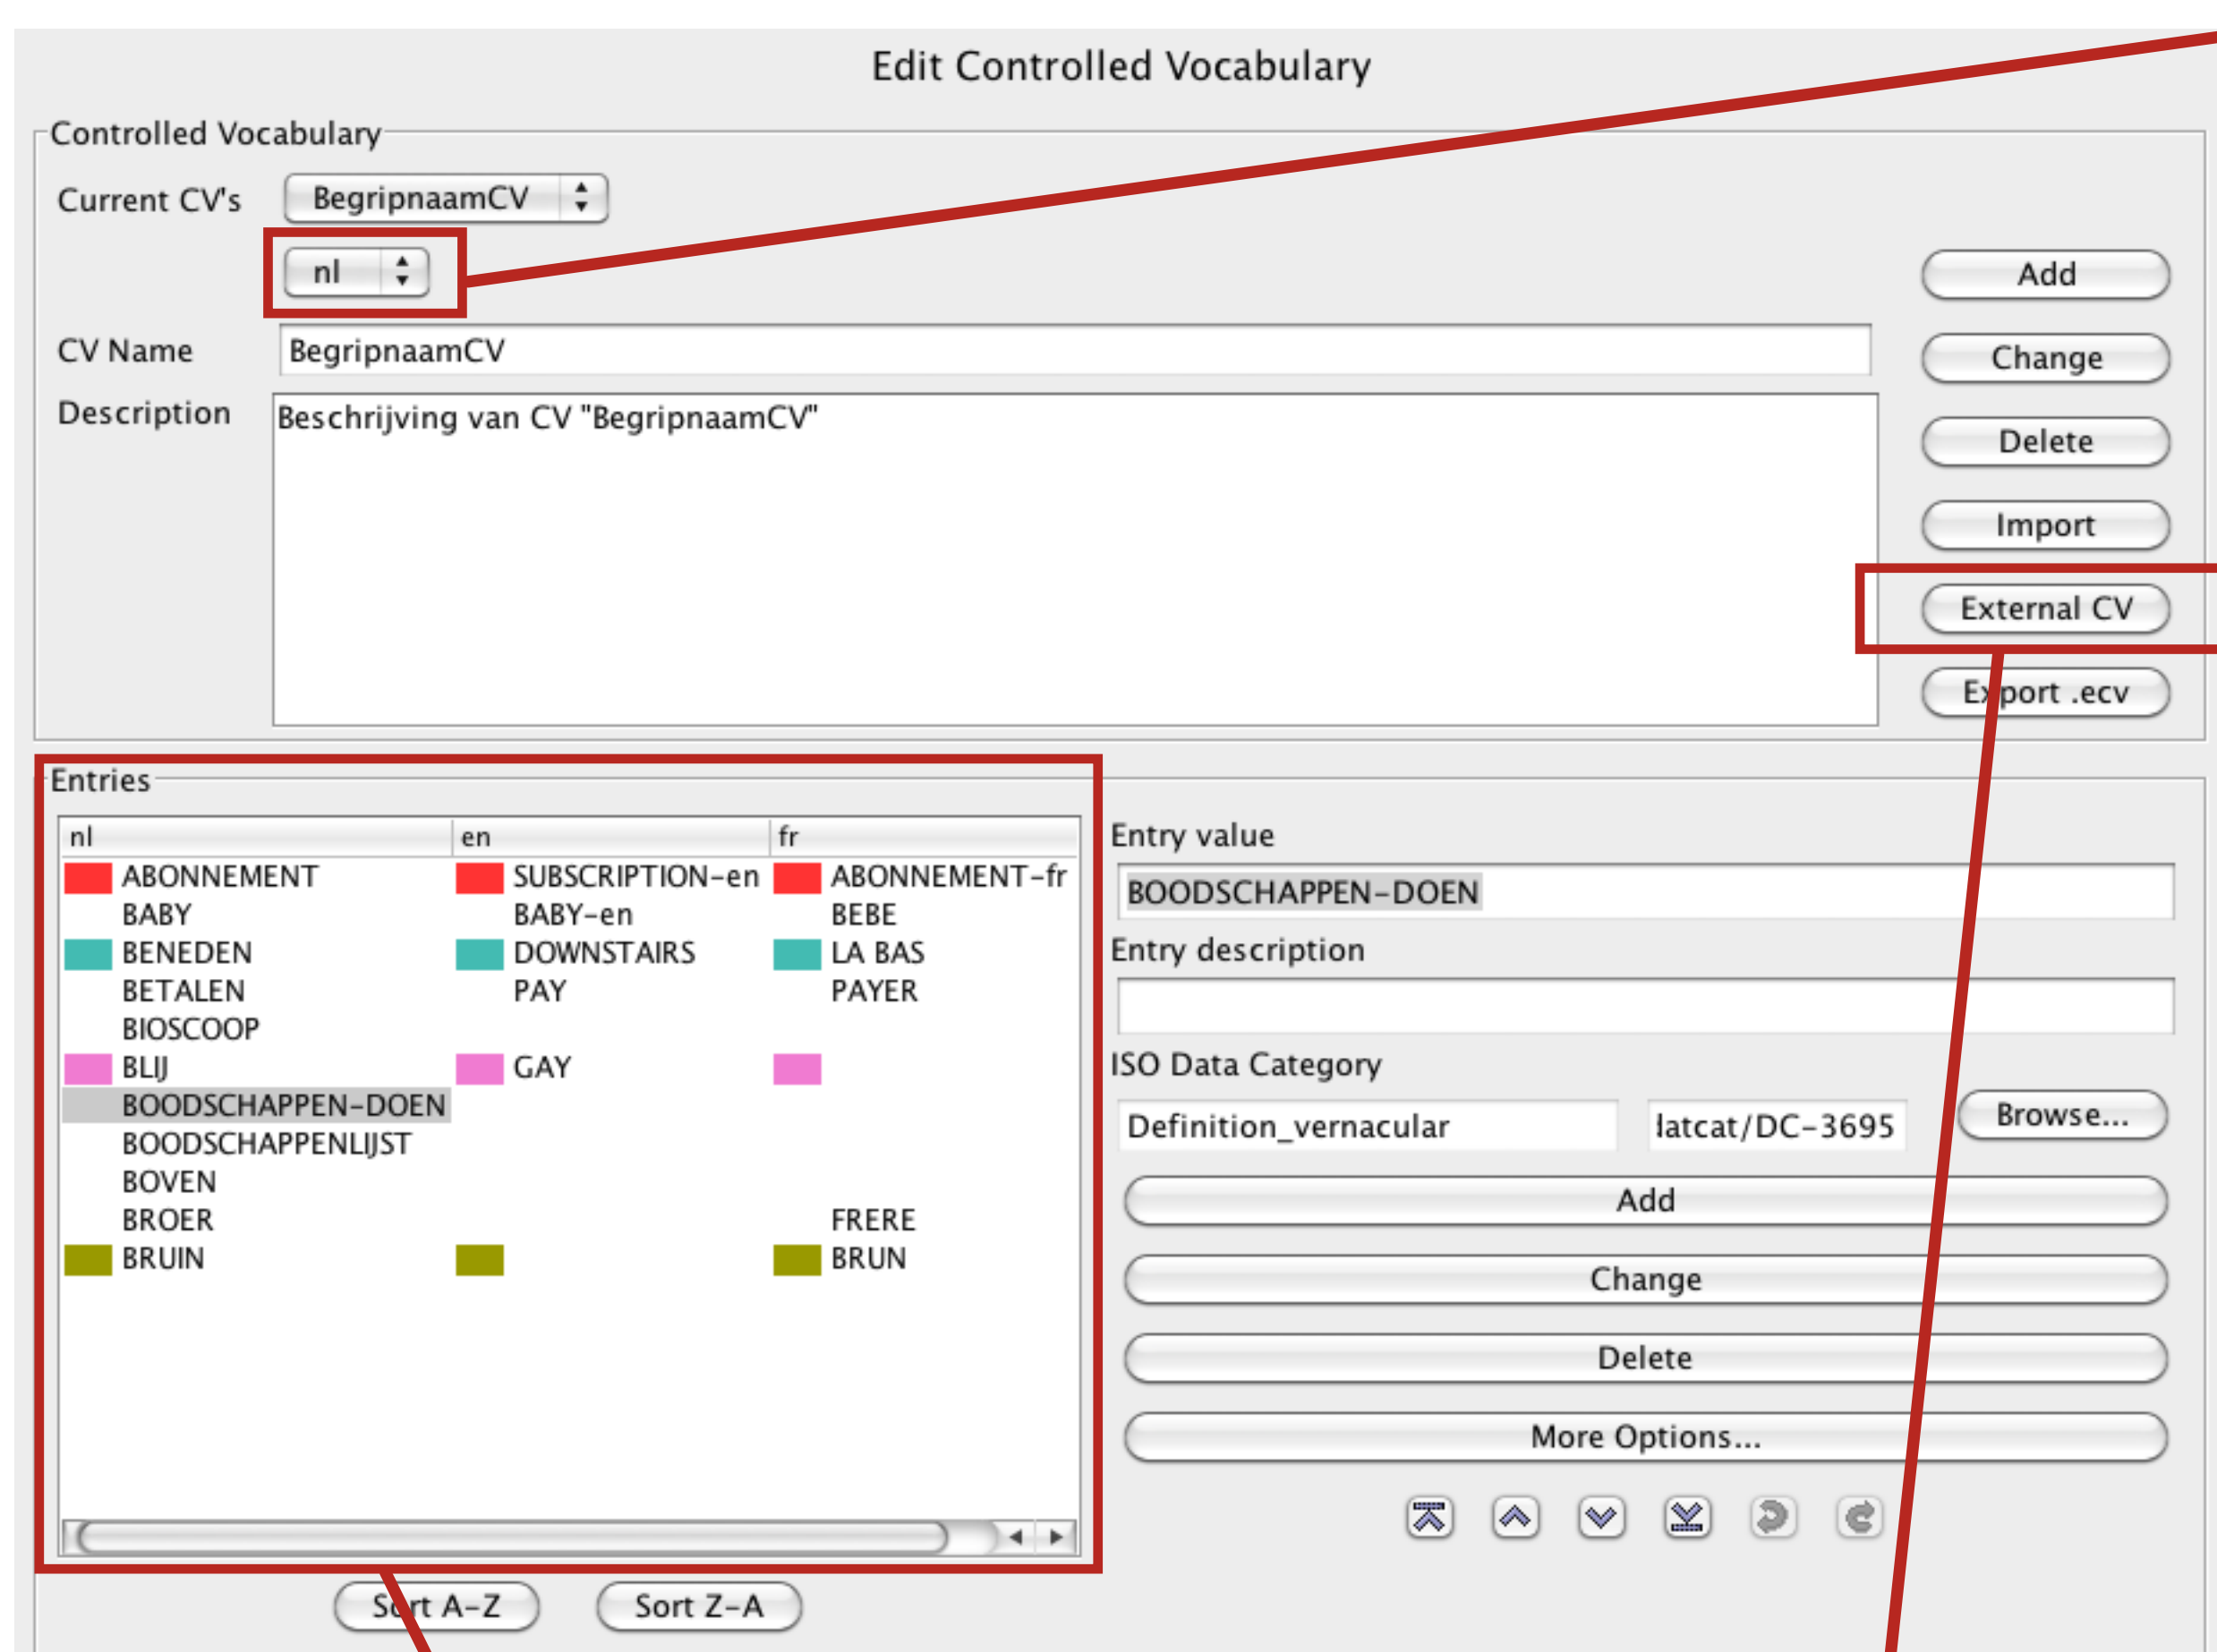 Edit Controlled Vocabulary
Controlled Vocabulary
Current CV's BegripnaamCV
nl
Add
CV Name BegripnaamCV
Change
Description Beschrijving van CV "BegripnaamCV"
Delete
Import
External CV
Export .ecv
Entries
nl en fr
ABONNEMENT SUBSCRIPTION-en ABONNEMENT-fr
BABY BABY-en BEBE
BENEDEN DOWNSTAIRS LA BAS
BETALEN PAY PAYER
BIOSCOOP
BLIJ GAY
BOODSCHAPPEN-DOEN
BOODSCHAPPENLIJST
BOVEN
BROER FRERE
BRUIN BRUN
Sort A-Z Sort Z-A
Entry value
BOODSCHAPPEN-DOEN
Entry description
ISO Data Category
Definition_vernacular latcat/DC-3695 Browse...
Add
Change
Delete
More Options...